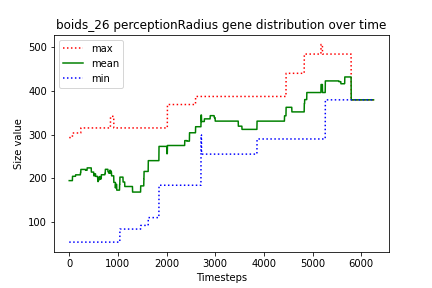 boids_26 perceptionRadius gene distribution over time
max
mean
min
Size value
500
400
300
200
100
0
1000
2000
3000
4000
5000
6000
Timesteps